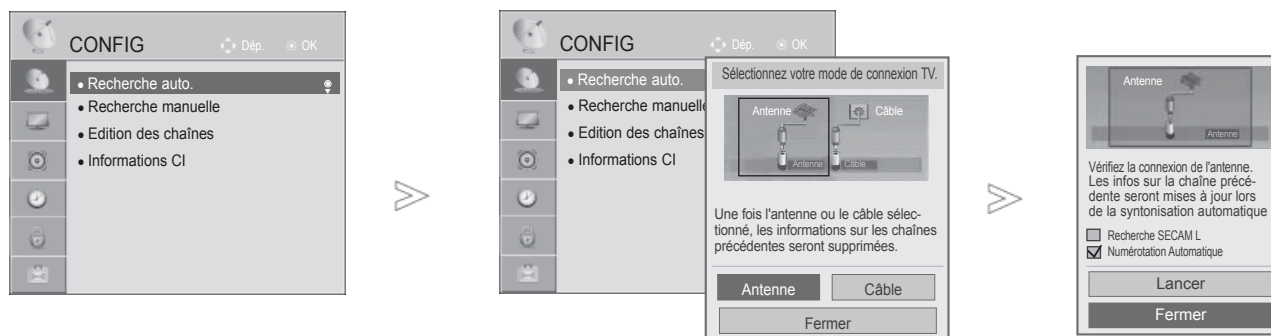 CONFIG
Dép. OK
• Recherche auto.
• Recherche manuelle
• Edition des chaînes
• Informations CI
>
CONFIG
Dép. OK
• Recherche auto.
• Recherche manuelle
• Edition des chaînes
• Informations CI
Sélectionnez votre mode de connexion TV.
Antenne Câble
Antenne Câble
Une fois l'antenne ou le câble sélec-
tionné, les informations sur les chaînes
précédentes seront supprimées.
Antenne Câble
Fermer
>
Antenne
Antenne
Vérifiez la connexion de l'antenne.
Les infos sur la chaîne précé-
dente seront mises à jour lors
de la syntonisation automatique
Recherche SECAM L
Numérotation Automatique
Lancer
Fermer